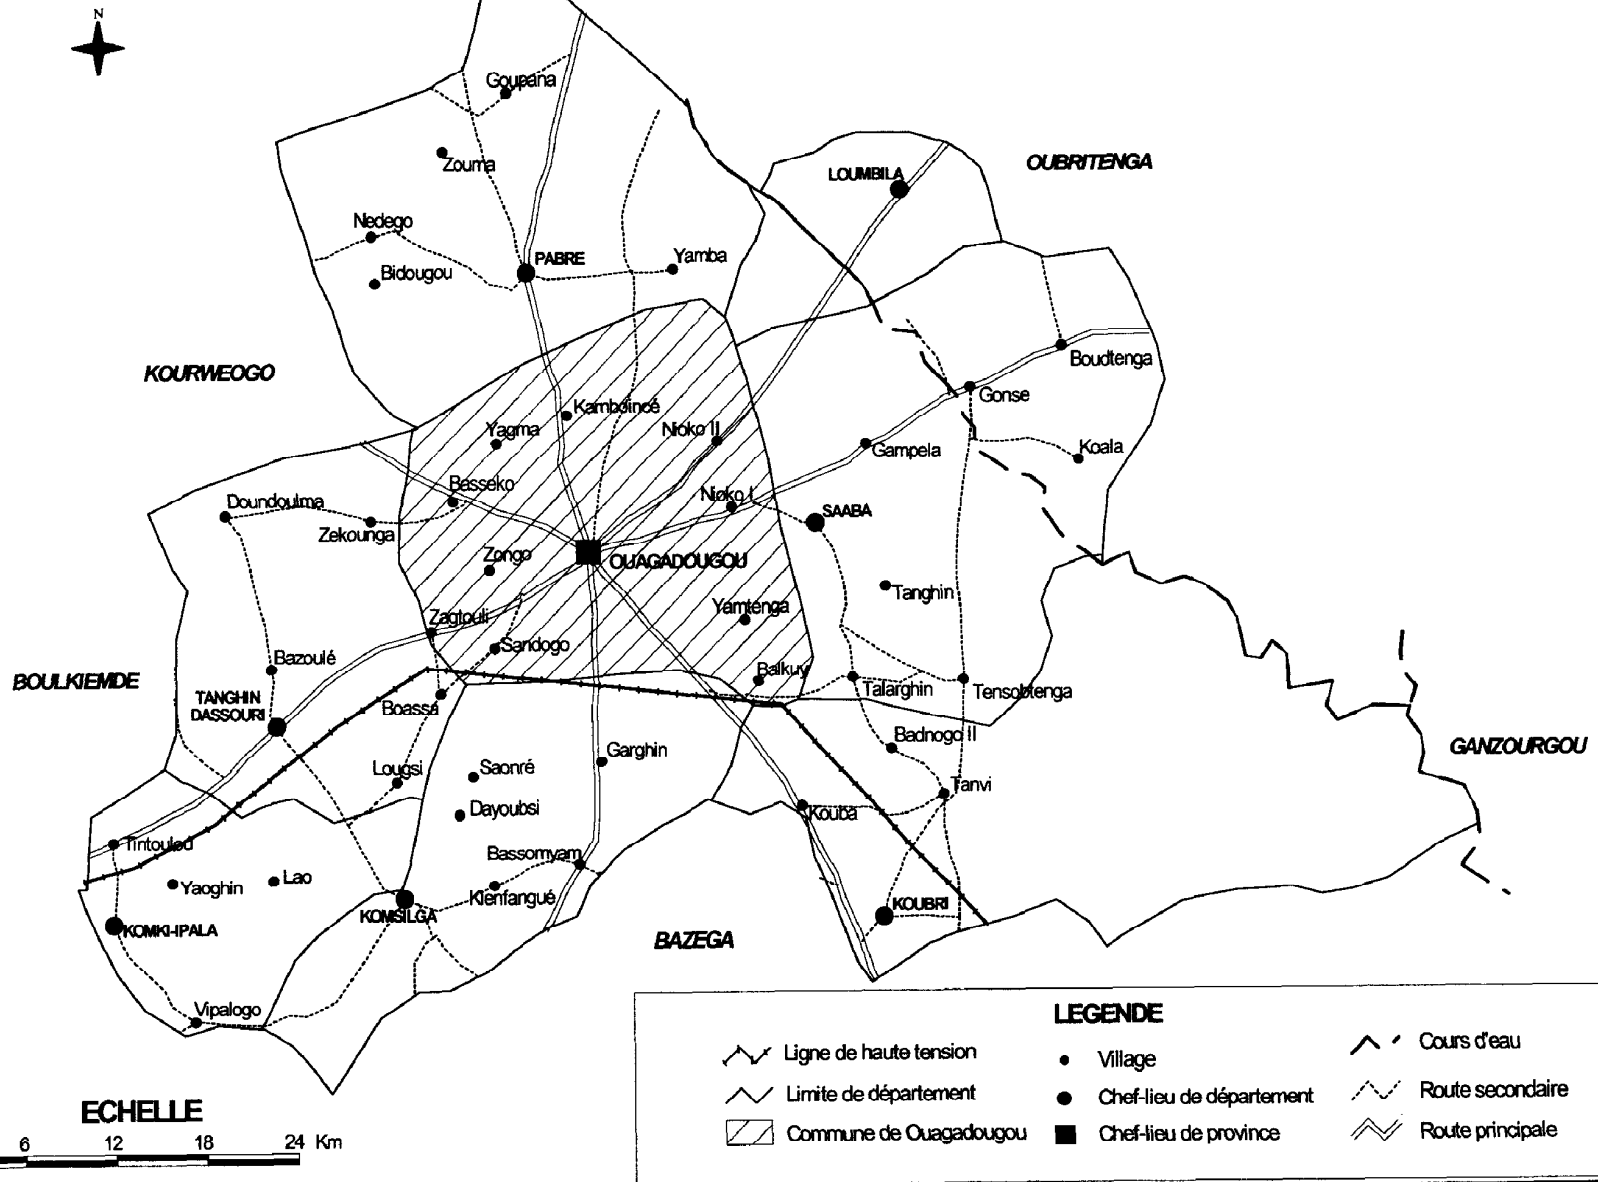 N
Goupana
Zouma
LOUMBILA
OUBRITENGA
Nedego
PABRE
Yamba
Bidougou
Boudtenga
KOURWEOGO
Gonse
Kamboincé
Yagma
Nioko II
Gampela
Koala
Basseko
Nioko I
Doundoulma
Zekounga
SAABA
Zongo
OUAGADOUGOU
Tanghin
Yamtenga
Zagtouli
Sandogo
Bazoulé
Balkuy
BOULKIEMDE
TANGHIN
DASSOURI
Boassa
Talarghin
Tensobtenga
Badnogo II
Garghin
GANZOURGOU
Lougsi
Saonré
Tanvi
Dayoubsi
Kouba
Tintoulou
Bassomyam
Yaoghin
Lao
Kienfangué
KOMSILGA
KOUBRI
KOMKI-IPALA
BAZEGA
Vipalogo
LEGENDE
Ligne de haute tension
Village
Cours d'eau
Limite de département
Chef-lieu de département
Route secondaire
Commune de Ouagadougou
Chef-lieu de province
Route principale
ECHELLE
6 12 18 24 Km